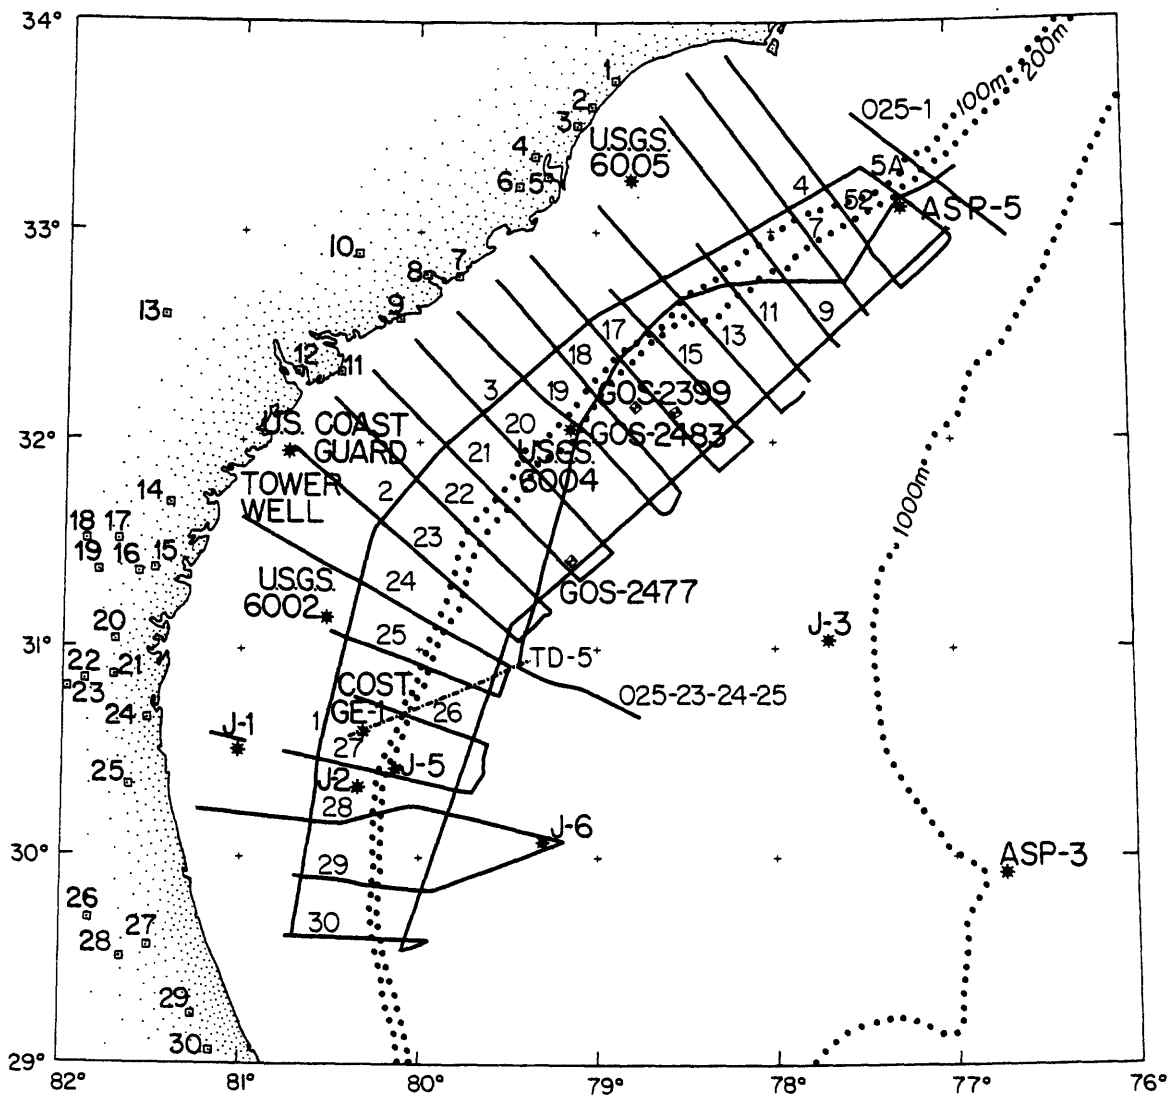 34°
33°
32°
31°
30°
29°
82°
81°
80°
79°
78°
77°
76°
1
2
3
4
6 5
10
8
7
9
13
12
11
14
18 17
19 16 15
20
22 21
23
24
25
26
27
28
29
30
U.S.G.S.
6005
100m
200m
025-1
5A
4
52
7
ASP-5
11
9
13
17
15
18
3
19
20
21
22
2
23
24
25
26
1
27
28
29
30
GOS-2399
GOS-2483
U.S. COAST
GUARD
TOWER
WELL
USGS.
6004
GOS-2477
U.S.G.S.
6002
1000m
J-3
TD-5
025-23-24-25
COST
GE-1
J-1
J-5
J-2
J-6
ASP-3